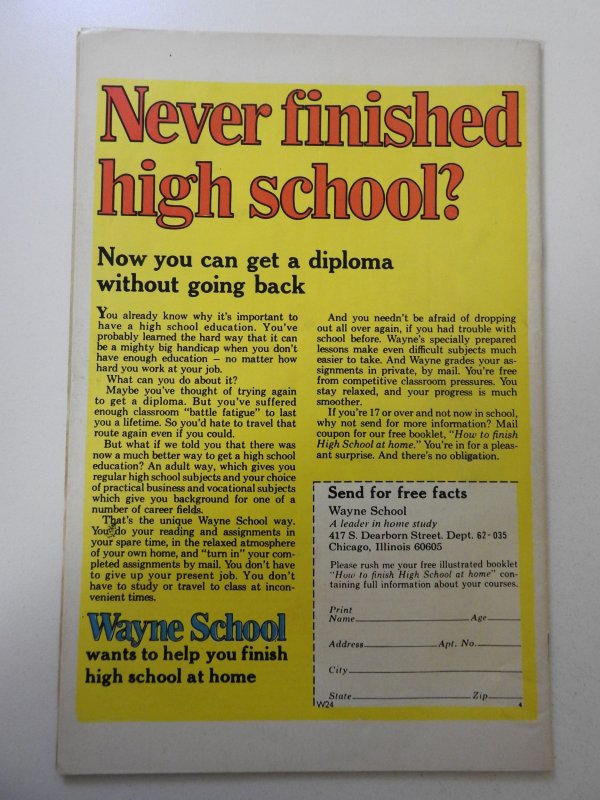 Never finished
high school?
Now you can get a diploma
without going back
You already know why it's important to
have a high school education. You've
probably learned the hard way that it can
be a mighty big handicap when you don't
have enough education – no matter how
hard you work at your job.
What can you do about it?
Maybe you've thought of trying again
to get a diploma. But you've suffered
enough classroom "battle fatigue" to last
you a lifetime. So you'd hate to travel that
route again even if you could.
But what if we told you that there was
now a much better way to get a high school
education? An adult way, which gives you
regular high school subjects and your choice
of practical business and vocational subjects
which give you background for one of a
number of career fields.
That's the unique Wayne School way.
You do your reading and assignments in
your spare time, in the relaxed atmosphere
of your own home, and "turn in" your com-
pleted assignments by mail. You don't have
to give up your present job. You don't
have to study or travel to class at incon-
venient times.
Wayne School
wants to help you finish
high school at home
And you needn't be afraid of dropping
out all over again, if you had trouble with
school before. Wayne's specially prepared
lessons make even difficult subjects much
easier to take. And Wayne grades your as-
signments in private, by mail. You're free
from competitive classroom pressures. You
stay relaxed, and your progress is much
smoother.
If you're 17 or over and not now in school,
why not send for more information? Mail
coupon for our free booklet, "How to finish
High School at home." You're in for a pleas-
ant surprise. And there's no obligation.
Send for free facts
Wayne School
A leader in home study
417 S. Dearborn Street. Dept. 62-035
Chicago, Illinois 60605
Please rush me your free illustrated booklet
"How to finish High School at home" con-
taining full information about your courses.
Print
Name Age
Address Apt. No.
City
State Zip
W24 4